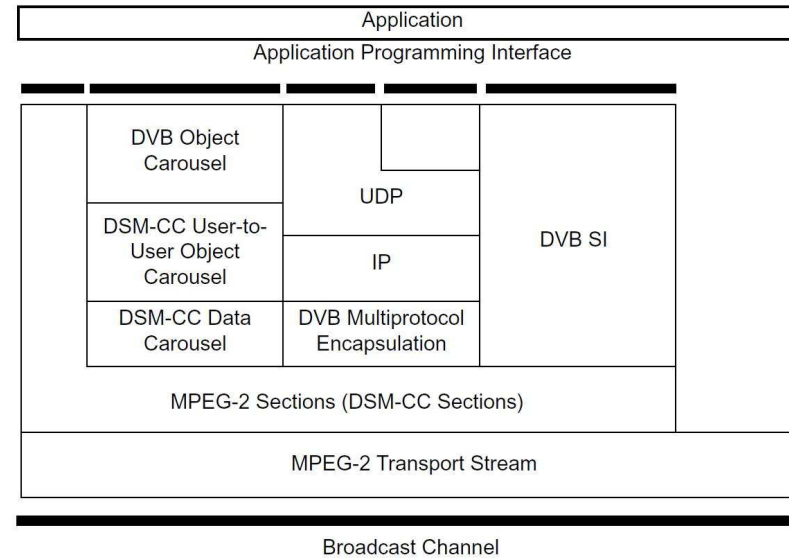 Application
Application Programming Interface
DVB Object
Carousel
UDP
DSM-CC User-to-
User Object
Carousel
IP
DVB SI
DSM-CC Data
Carousel
DVB Multiprotocol
Encapsulation
MPEG-2 Sections (DSM-CC Sections)
MPEG-2 Transport Stream
Broadcast Channel